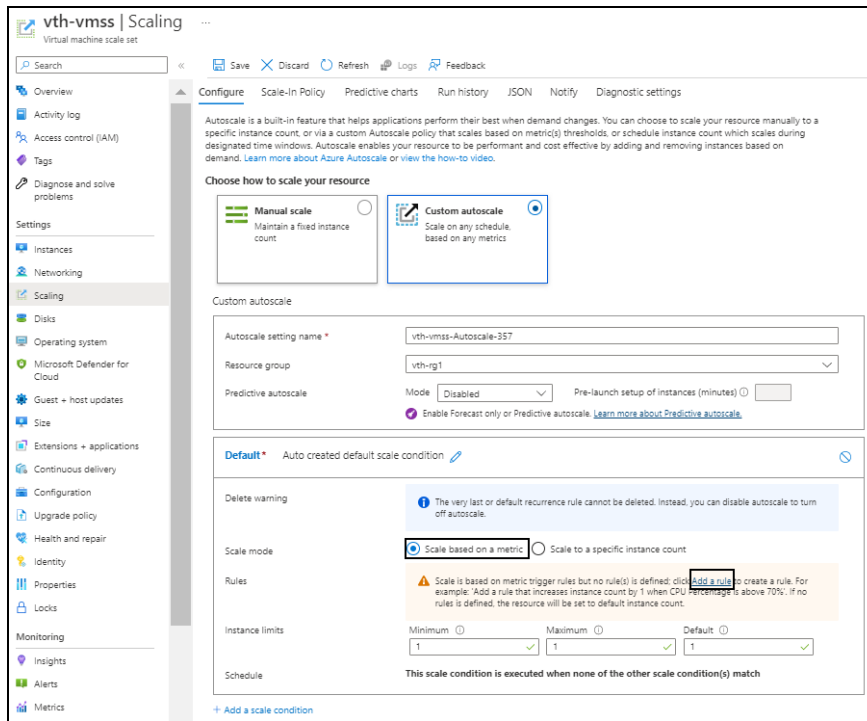 vth-vmss | Scaling ...
Virtual machine scale set
Search
«
Save
Discard
Refresh
Logs
Feedback
Overview
Activity log
Access control (IAM)
Tags
Diagnose and solve
problems
Settings
Instances
Networking
Scaling
Disks
Operating system
Microsoft Defender for
Cloud
Guest + host updates
Size
Extensions + applications
Continuous delivery
Configuration
Upgrade policy
Health and repair
Identity
Properties
Locks
Monitoring
Insights
Alerts
Metrics
Configure
Scale-In Policy
Predictive charts
Run history
JSON
Notify
Diagnostic settings
Autoscale is a built-in feature that helps applications perform their best when demand changes. You can choose to scale your resource manually to a
specific instance count, or via a custom Autoscale policy that scales based on metric(s) thresholds, or schedule instance count which scales during
designated time windows. Autoscale enables your resource to be performant and cost effective by adding and removing instances based on
demand. Learn more about Azure Autoscale or view the how-to video.
Choose how to scale your resource
Manual scale
Maintain a fixed instance
count
Custom autoscale
Scale on any schedule,
based on any metrics
Custom autoscale
Autoscale setting name *
vth-vmss-Autoscale-357
Resource group
vth-rg1
Predictive autoscale
Mode
Disabled
Pre-launch setup of instances (minutes)
Enable Forecast only or Predictive autoscale. Learn more about Predictive autoscale.
Default* Auto created default scale condition
Delete warning
The very last or default recurrence rule cannot be deleted. Instead, you can disable autoscale to turn
off autoscale.
Scale mode
Scale based on a metric
Scale to a specific instance count
Rules
Scale is based on metric trigger rules but no rule(s) is defined; click Add a rule to create a rule. For
example: 'Add a rule that increases instance count by 1 when CPU Percentage is above 70%'. If no
rules is defined, the resource will be set to default instance count.
Instance limits
Minimum
Maximum
Default
1
1
1
Schedule
This scale condition is executed when none of the other scale condition(s) match
+ Add a scale condition